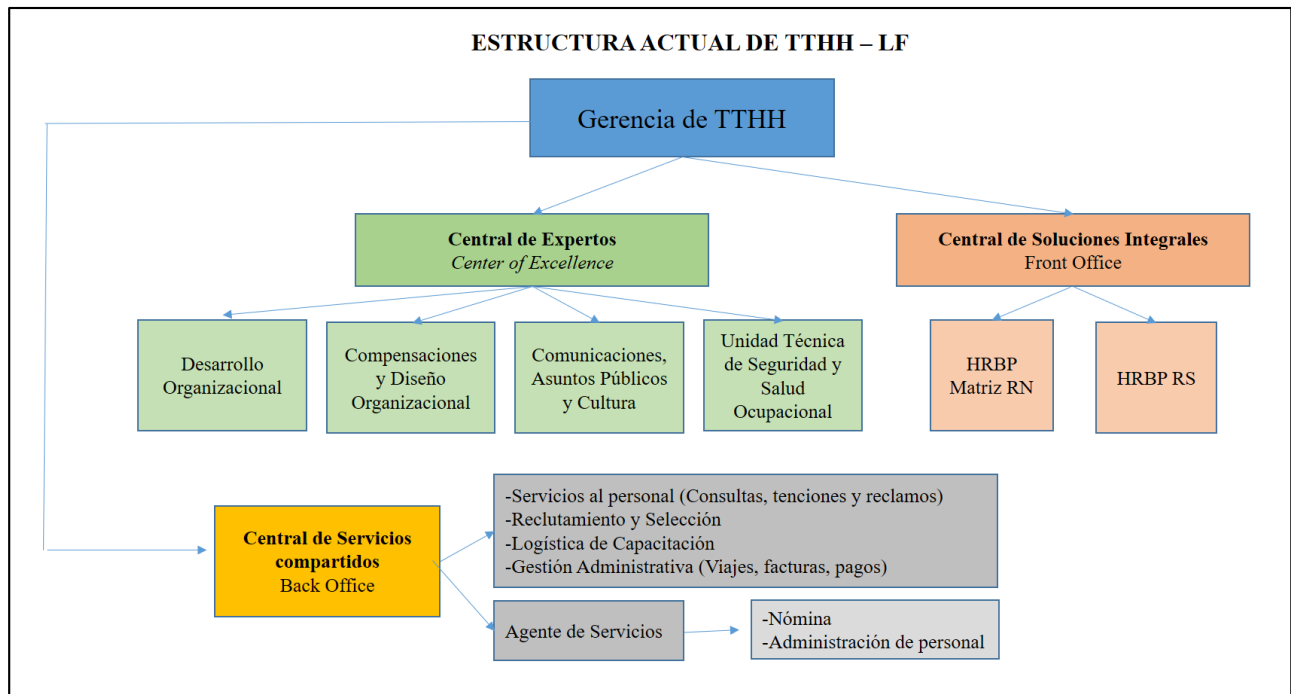 ESTRUCTURA ACTUAL DE TTHH – LF
Gerencia de TTHH
Central de Expertos
Center of Excellence
Central de Soluciones Integrales
Front Office
Desarrollo
Organizacional
Compensaciones
y Diseño
Organizacional
Comunicaciones,
Asuntos Públicos
y Cultura
Unidad Técnica
de Seguridad y
Salud
Ocupacional
HRBP
Matriz RN
HRBP RS
Central de Servicios
compartidos
Back Office
-Servicios al personal (Consultas, tenciones y reclamos)
-Reclutamiento y Selección
-Logística de Capacitación
-Gestión Administrativa (Viajes, facturas, pagos)
Agente de Servicios
-Nómina
-Administración de personal